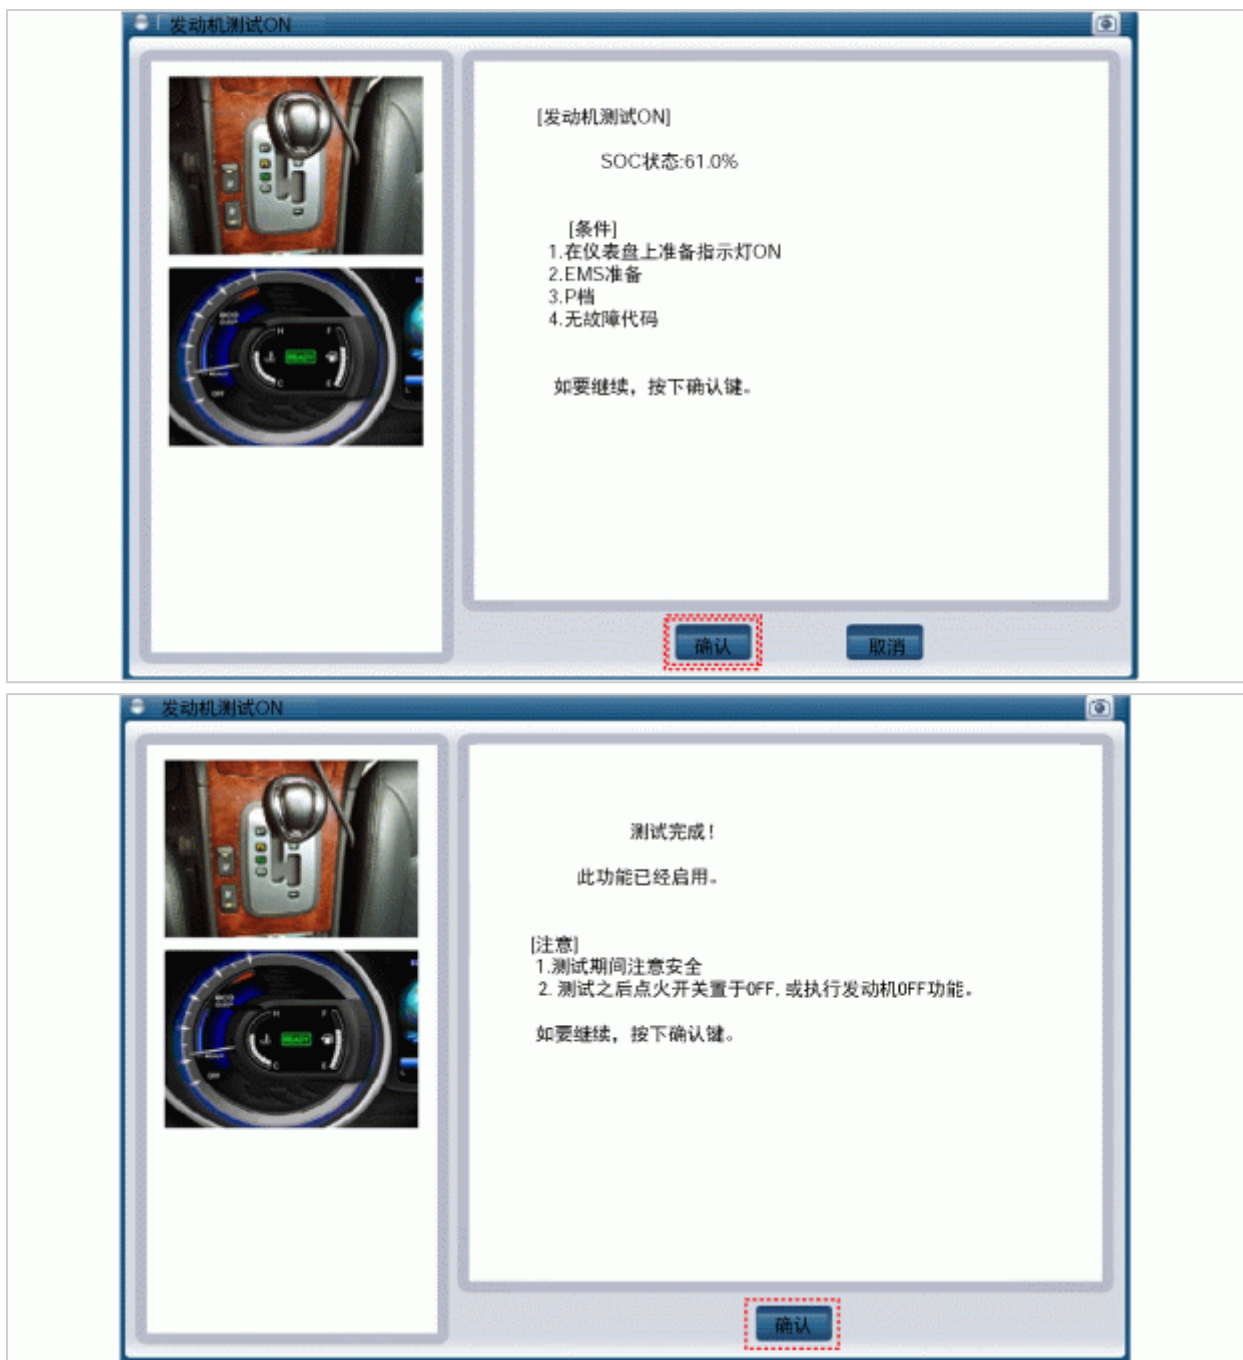 发动机测试ON
[发动机测试ON]
SOC状态:61.0%
[条件]
1.在仪表盘上准备指示灯ON
2.EMS准备
3.P档
4.无故障代码
如要继续，按下确认键。
H F
READY
C E
OFF
确认 取消
发动机测试ON
测试完成！
此功能已经启用。
[注意]
1.测试期间注意安全
2. 测试之后点火开关置于OFF, 或执行发动机OFF功能。
如要继续，按下确认键。
H F
READY
C E
OFF
确认